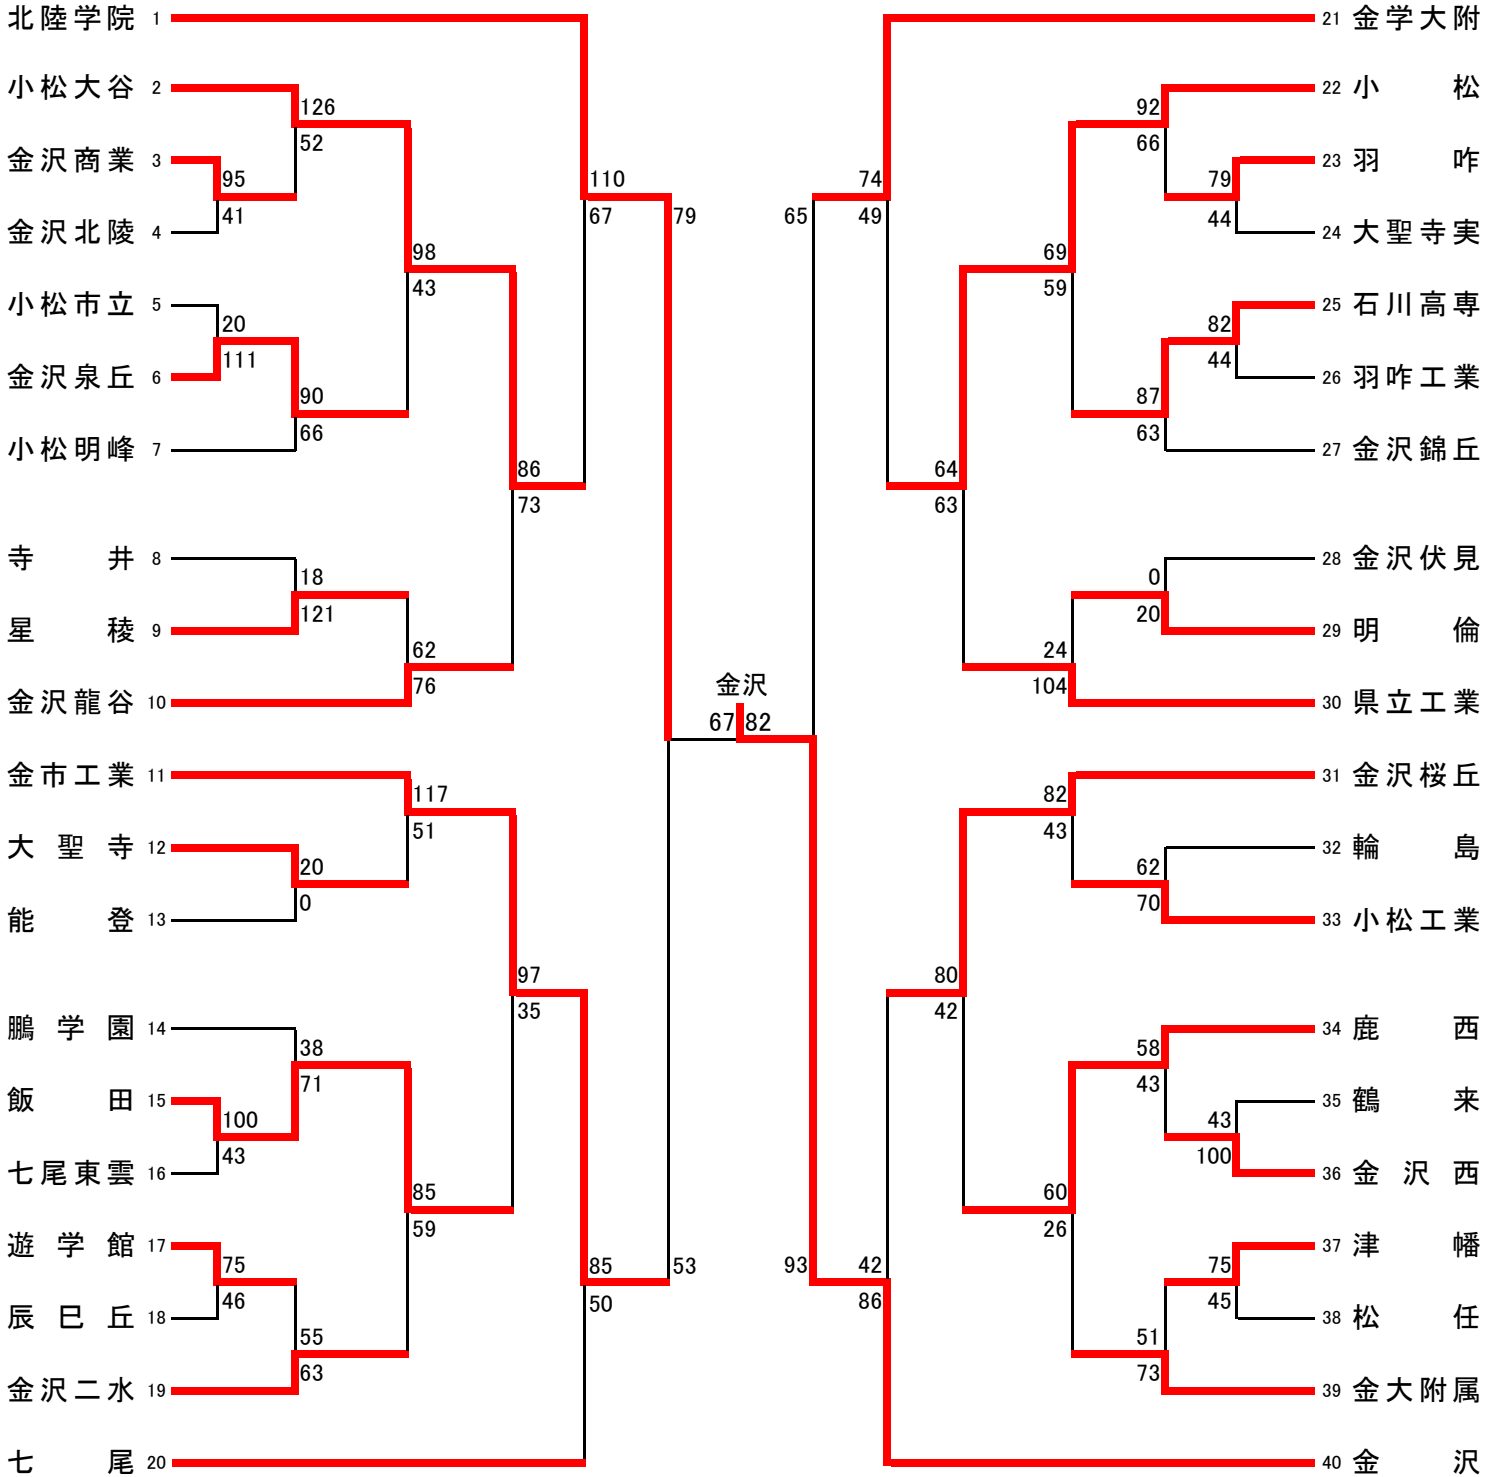 北陸学院 1
小松大谷 2
金沢商業 3
金沢北陵 4
小松市立 5
金沢泉丘 6
小松明峰 7
寺井 8
星稜 9
金沢龍谷 10
金市工業 11
大聖寺 12
能登 13
鵬学園 14
飯田 15
七尾東雲 16
遊学館 17
辰巳丘 18
金沢二水 19
七尾 20
95
41
20
111
100
43
75
46
126
52
90
66
18
121
20
0
38
71
55
63
98
43
62
76
117
51
85
59
86
73
97
35
110
67
85
50
79
53
金沢
67 82
65
93
74
49
42
86
64
63
80
42
69
59
24
104
82
43
60
26
92
66
87
63
0
20
62
70
58
43
51
73
79
44
82
44
43
100
75
45
21 金学大附
22 小松
23 羽咋
24 大聖寺実
25 石川高専
26 羽咋工業
27 金沢錦丘
28 金沢伏見
29 明倫
30 県立工業
31 金沢桜丘
32 輪島
33 小松工業
34 鹿西
35 鶴来
36 金沢西
37 津幡
38 松任
39 金大附属
40 金沢